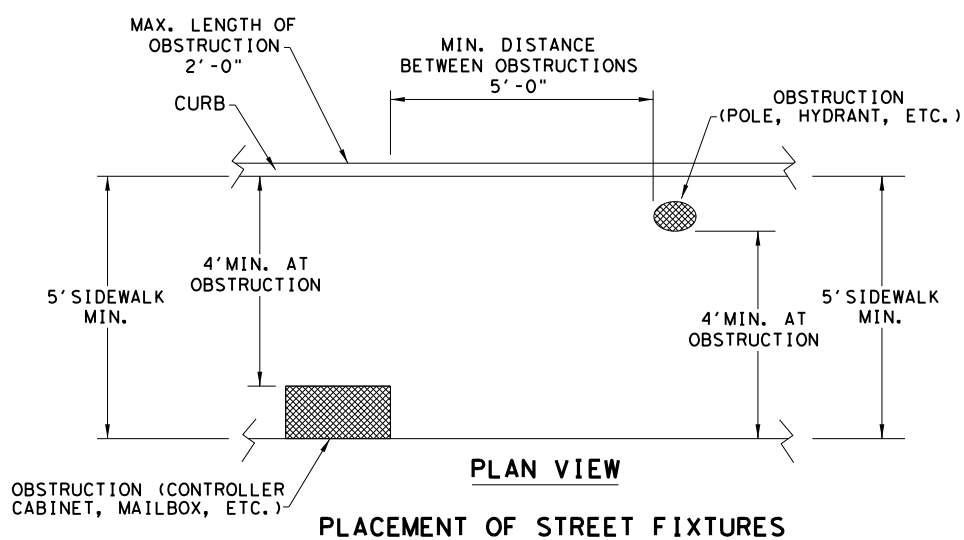 MAX. LENGTH OF
OBSTRUCTION
2'-0"
MIN. DISTANCE
BETWEEN OBSTRUCTIONS
5'-0"
CURB
OBSTRUCTION
(POLE, HYDRANT, ETC.)
4'MIN. AT
OBSTRUCTION
5'SIDEWALK
MIN.
4'MIN. AT
OBSTRUCTION
5'SIDEWALK
MIN.
OBSTRUCTION (CONTROLLER
CABINET, MAILBOX, ETC.)
PLAN VIEW
PLACEMENT OF STREET FIXTURES